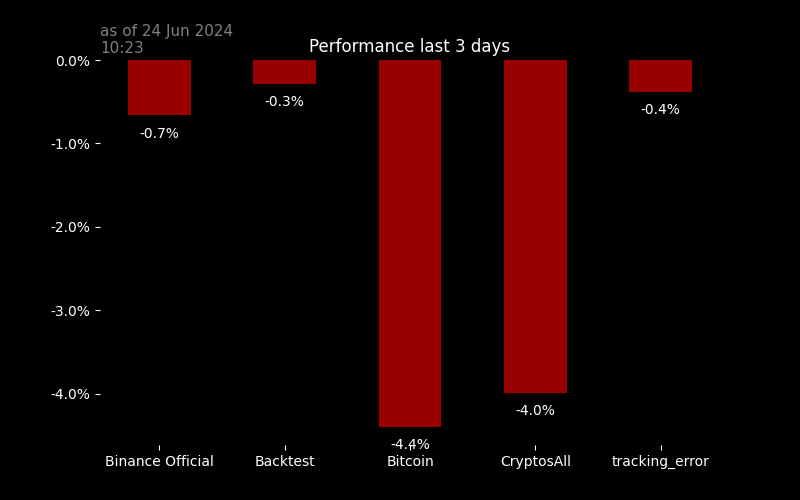 as of 24 Jun 2024
10:23
Performance last 3 days
0.0%
-1.0%
-2.0%
-3.0%
-4.0%
-0.7%
-0.3%
-4.4%
-4.0%
-0.4%
Binance Official
Backtest
Bitcoin
CryptosAll
tracking_error